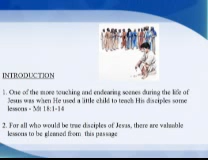 INTRODUCTION
1. One of the more touching and endearing scenes during the life of
Jesus was when He used a little child to teach His disciples some
lessons - Mt 18:1-14
2. For all who would be true disciples of Jesus, there are valuable
lessons to be gleaned from this passage